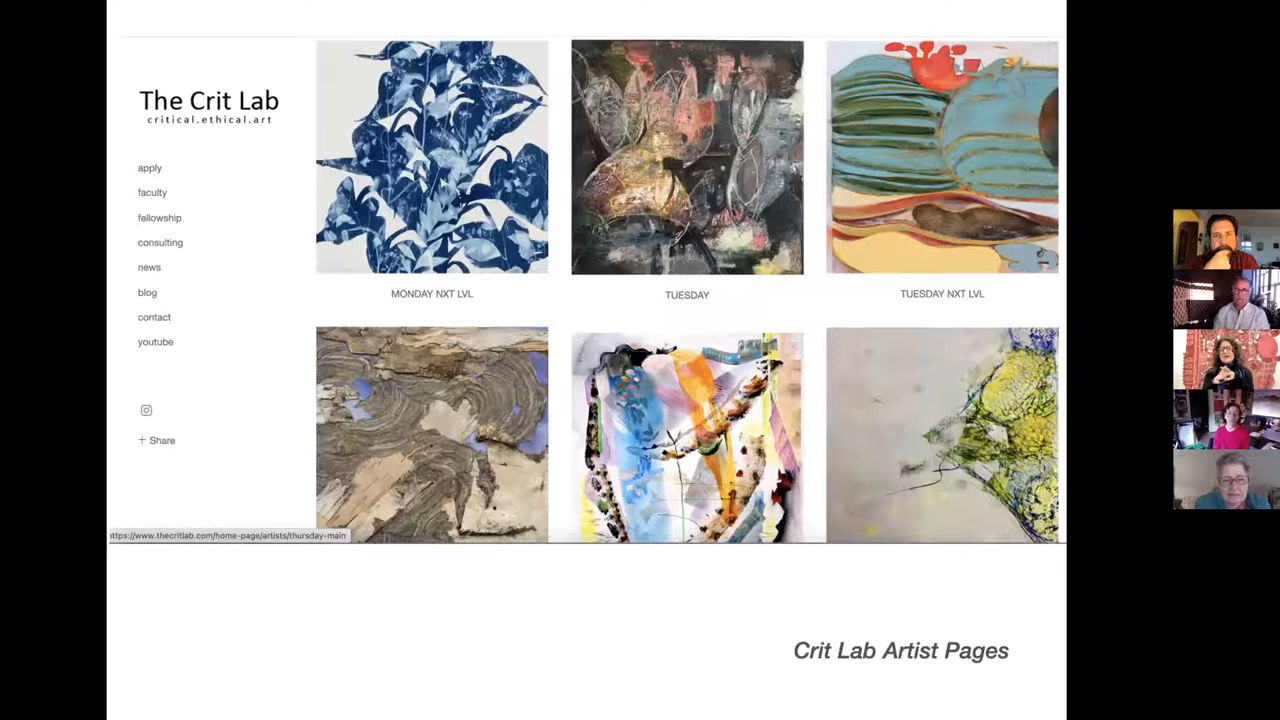 The Crit Lab
critical.ethical.art
apply
faculty
fellowship
consulting
news
blog
contact
youtube
+ Share
MONDAY NXT LVL
TUESDAY
TUESDAY NXT LVL
https://www.thecritlab.com/home-page/artists/thursday-main
Crit Lab Artist Pages